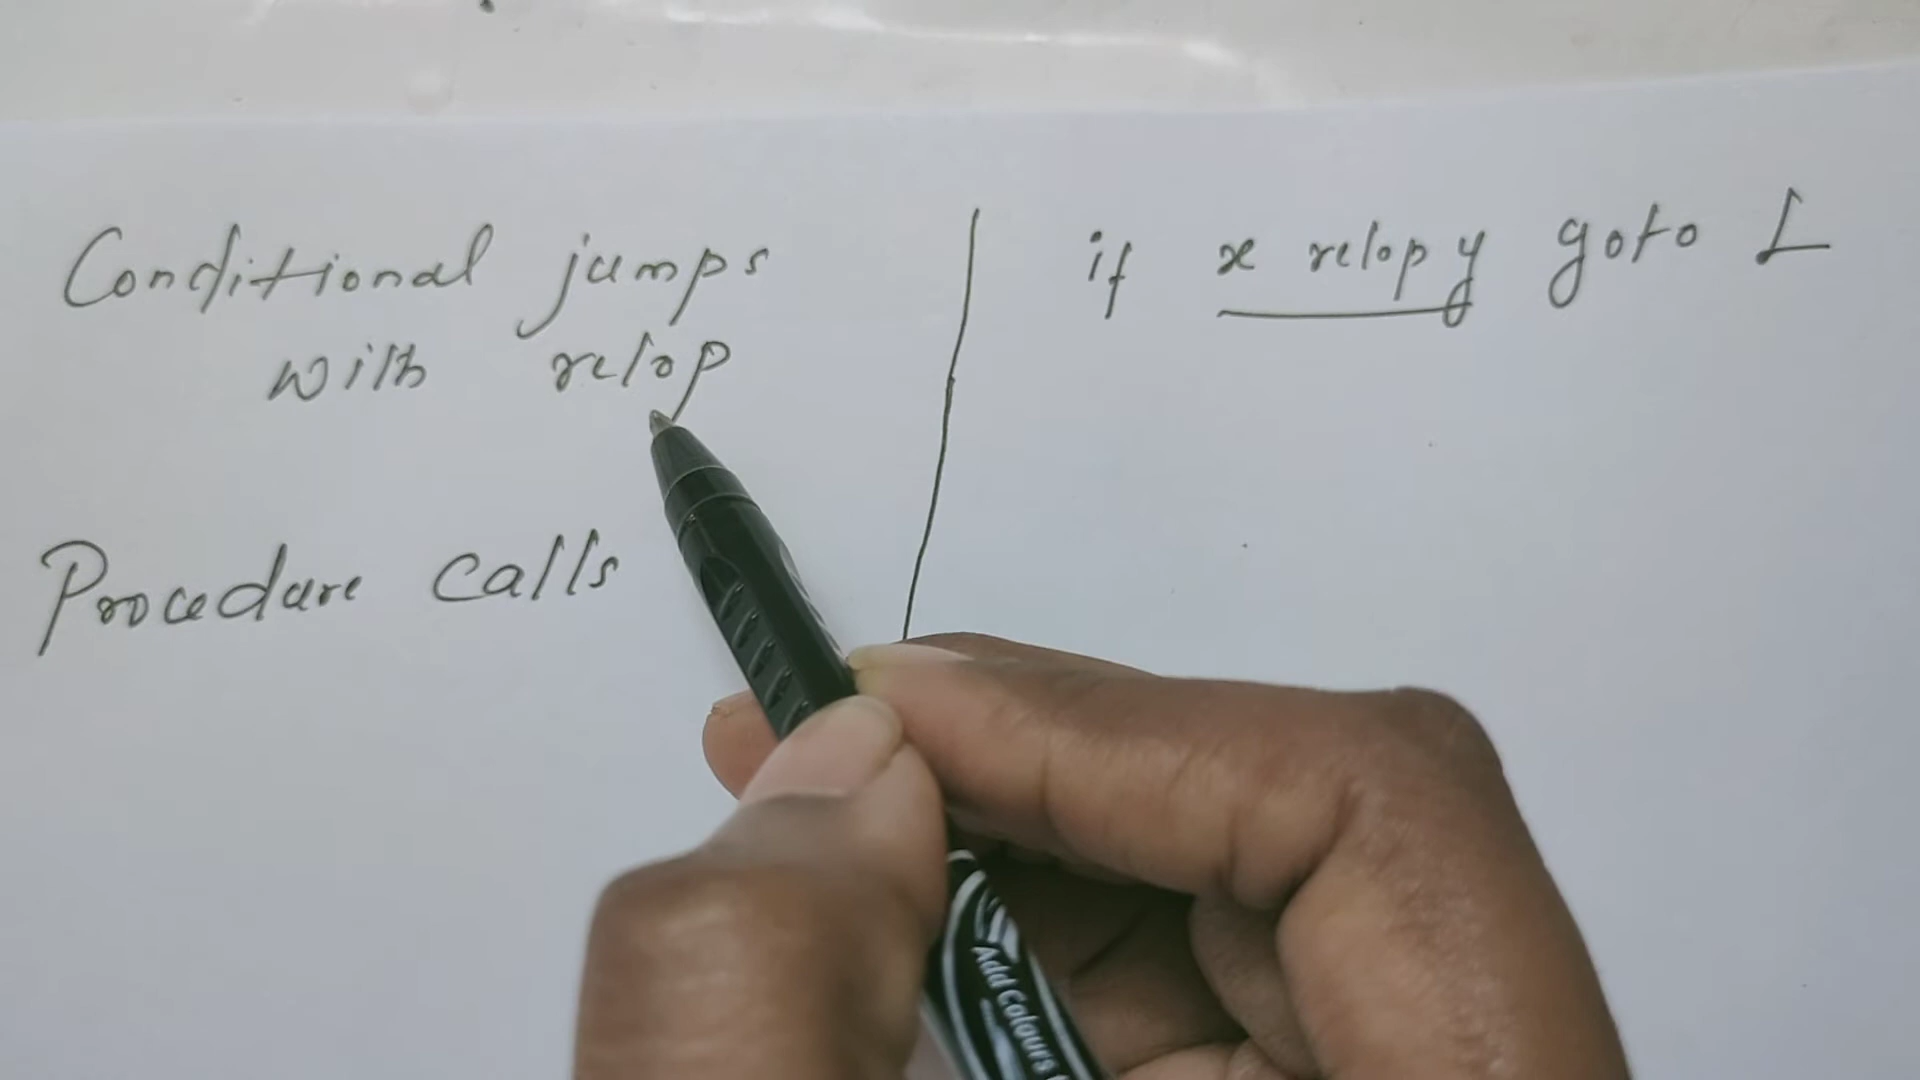 Conditional jumps
with relop
if x relop y goto L
Procedure calls
Add Colours